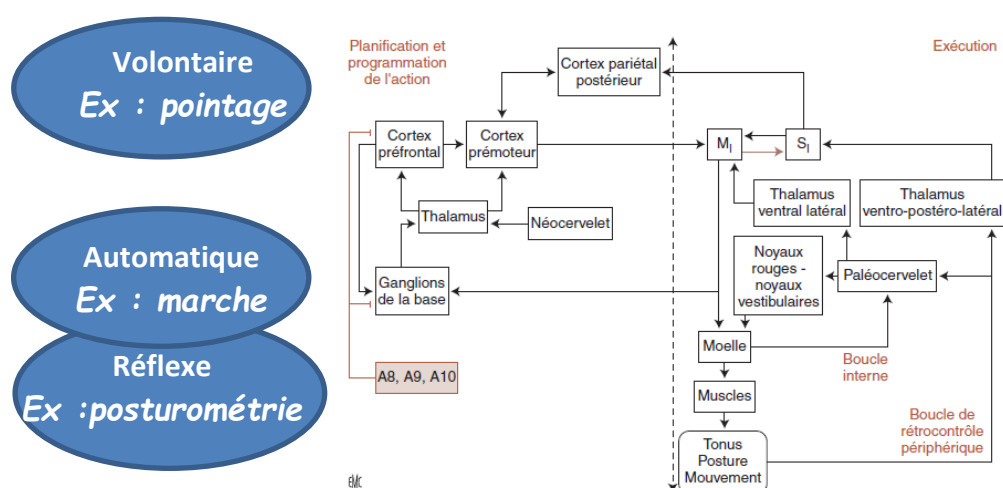 Volontaire
Ex : pointage
Automatique
Ex : marche
Réflexe
Ex :posturométrie
Planification et
programmation
de l'action
Exécution
Cortex pariétal
postérieur
Cortex
préfrontal
Cortex
prémoteur
MI
SI
Thalamus
Néocervelet
Thalamus
ventral latéral
Thalamus
ventro-postéro-latéral
Ganglions
de la base
Noyaux
rouges -
noyaux
vestibulaires
Paléocervelet
Moelle
Boucle
interne
A8, A9, A10
Muscles
Boucle de
rétrocontrôle
périphérique
Tonus
Posture
Mouvement
EMC